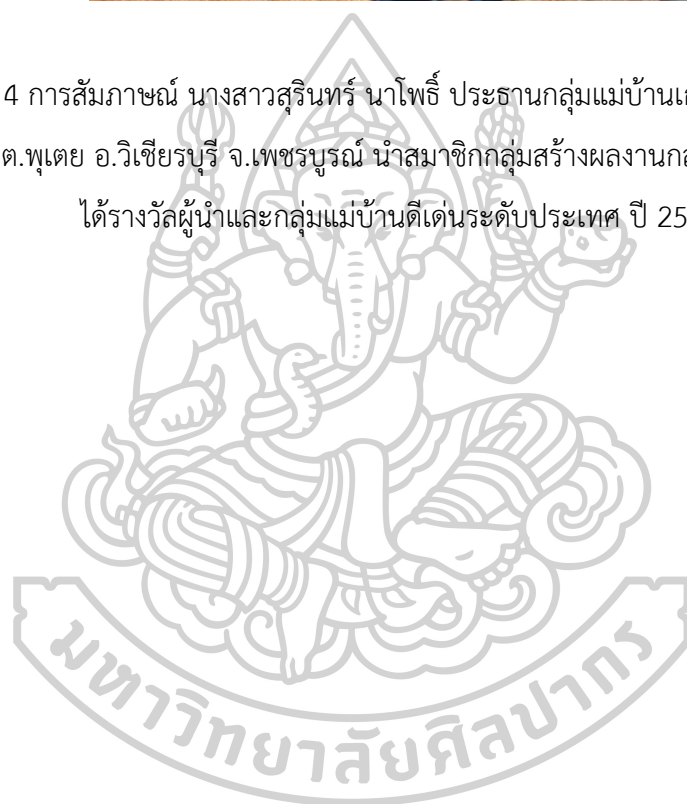 4 การสัมภาษณ์ นางสาวสุรินทร์ นาโพธิ์ ประธานกลุ่มแม่บ้าน
ต.พุเตย อ.วิเชียรบุรี จ.เพชรบูรณ์ นำสมาชิกกลุ่มสร้างผลงาน
ได้รางวัลผู้นำและกลุ่มแม่บ้านดีเด่นระดับประเทศ ปี 25
มหาวิทยาลัยศิลปากร